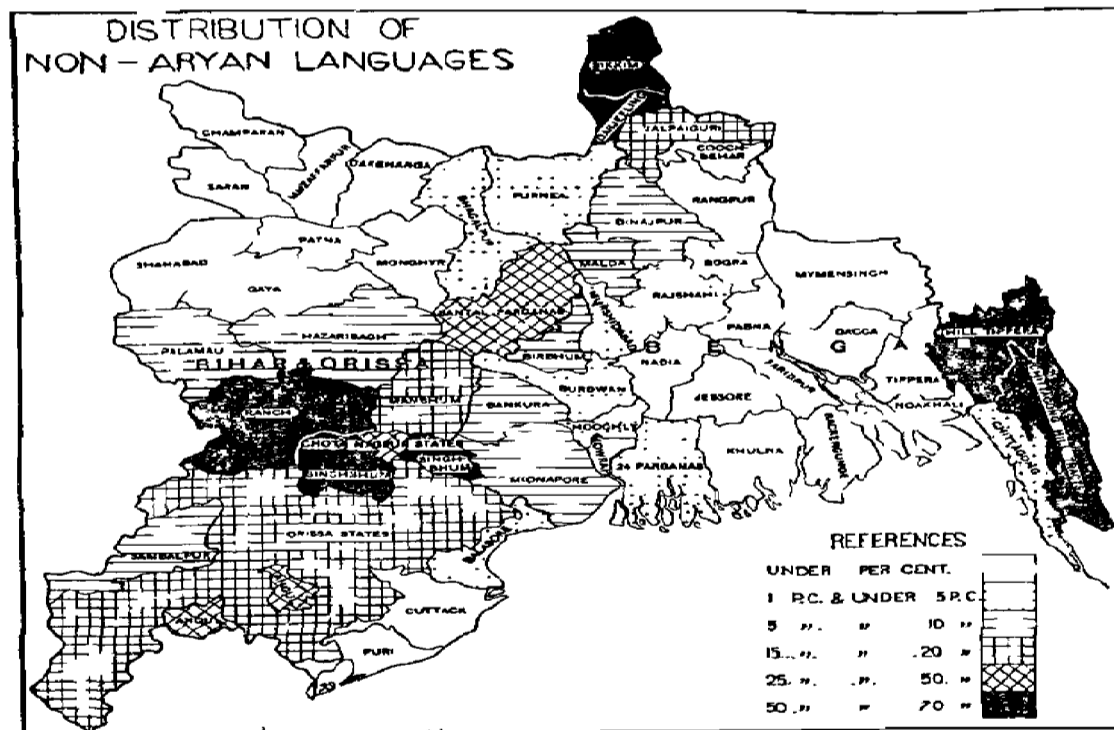 DISTRIBUTION OF
NON-ARYAN LANGUAGES
SIKKIM
DARJEELING
JALPAIGURI
COOCH
BEHAR
CHAMPARAN
MUZAFFARPUR
DARBHANGA
SARAN
BHAGALPUR
PURNEA
RANGPUR
DINAJPUR
PATNA
SHAHABAD
MONGHYR
MALDA
BOGRA
MYMENSINGH
GAYA
RAJSHAHI
SANTAL PARGANAS
MURSHIDABAD
PABNA
DACCA
HILL TIPPERA
HAZARIBAGH
PALAMAU
BIRBHUM
B E N G A
NADIA
FARIDPUR
TIPPERA
BIHAR & ORISSA
BURDWAN
MANBHUM
BANKURA
JESSORE
NOAKHALI
RANCHI
HOOGHLY
CHITTAGONG
CHOTA NAGPUR STATES
HOWRAH
KHULNA
SINGH-
BHUM
24 PARGANAS
SINGHBHUM
MIDNAPORE
ORISSA STATES
SAMBALPUR
CUTTACK
ANGUL
PURI
REFERENCES
UNDER PER CENT.
1 P.C. & UNDER 5 P.C.
5 ". " 10 "
15 ... ". " .20 "
25. ". .". 50. "
50 ." " 70 "